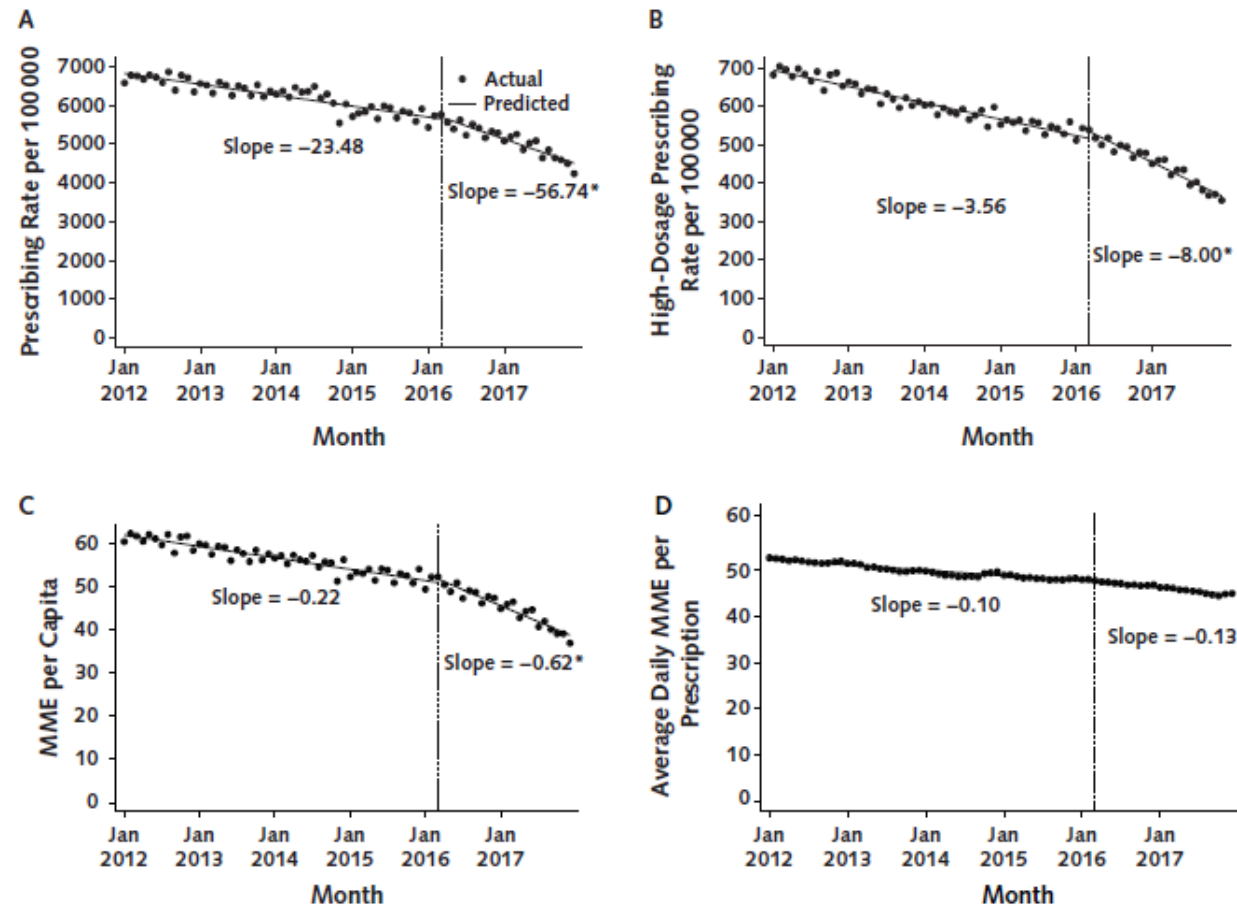 A
Prescribing Rate per 100 000
7000
6000
5000
4000
3000
2000
1000
0
Actual
Predicted
Slope = –23.48
Slope = –56.74*
Jan Jan Jan Jan Jan Jan
2012 2013 2014 2015 2016 2017
Month
B
High-Dosage Prescribing
Rate per 100 000
700
600
500
400
300
200
100
0
Slope = –3.56
Slope = –8.00*
Jan Jan Jan Jan Jan Jan
2012 2013 2014 2015 2016 2017
Month
C
MME per Capita
60
50
40
30
20
10
0
Slope = –0.22
Slope = –0.62*
Jan Jan Jan Jan Jan Jan
2012 2013 2014 2015 2016 2017
Month
D
Average Daily MME per
Prescription
60
50
40
30
20
10
0
Slope = –0.10
Slope = –0.13
Jan Jan Jan Jan Jan Jan
2012 2013 2014 2015 2016 2017
Month